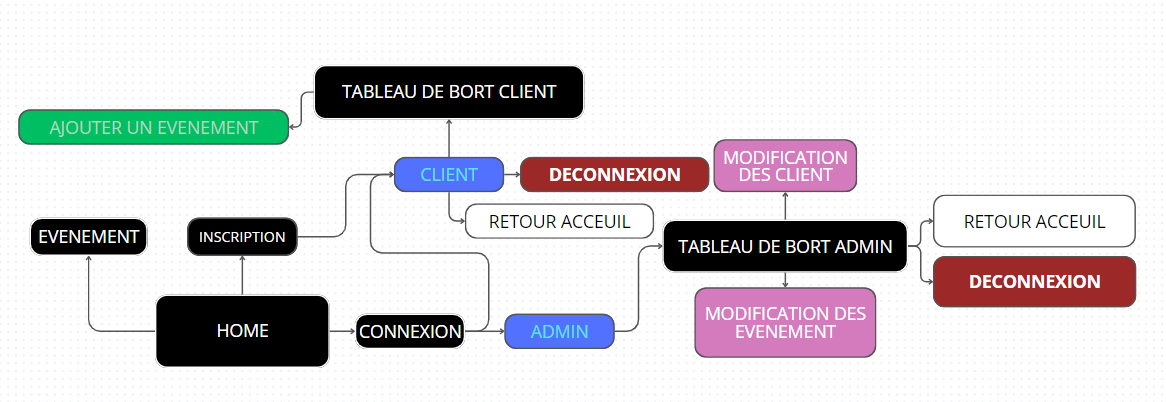 TABLEAU DE BORT CLIENT
AJOUTER UN EVENEMENT
CLIENT
DECONNEXION
MODIFICATION
DES CLIENT
RETOUR ACCEUIL
EVENEMENT
INSCRIPTION
TABLEAU DE BORT ADMIN
RETOUR ACCEUIL
DECONNEXION
HOME
CONNEXION
ADMIN
MODIFICATION DES
EVENEMENT